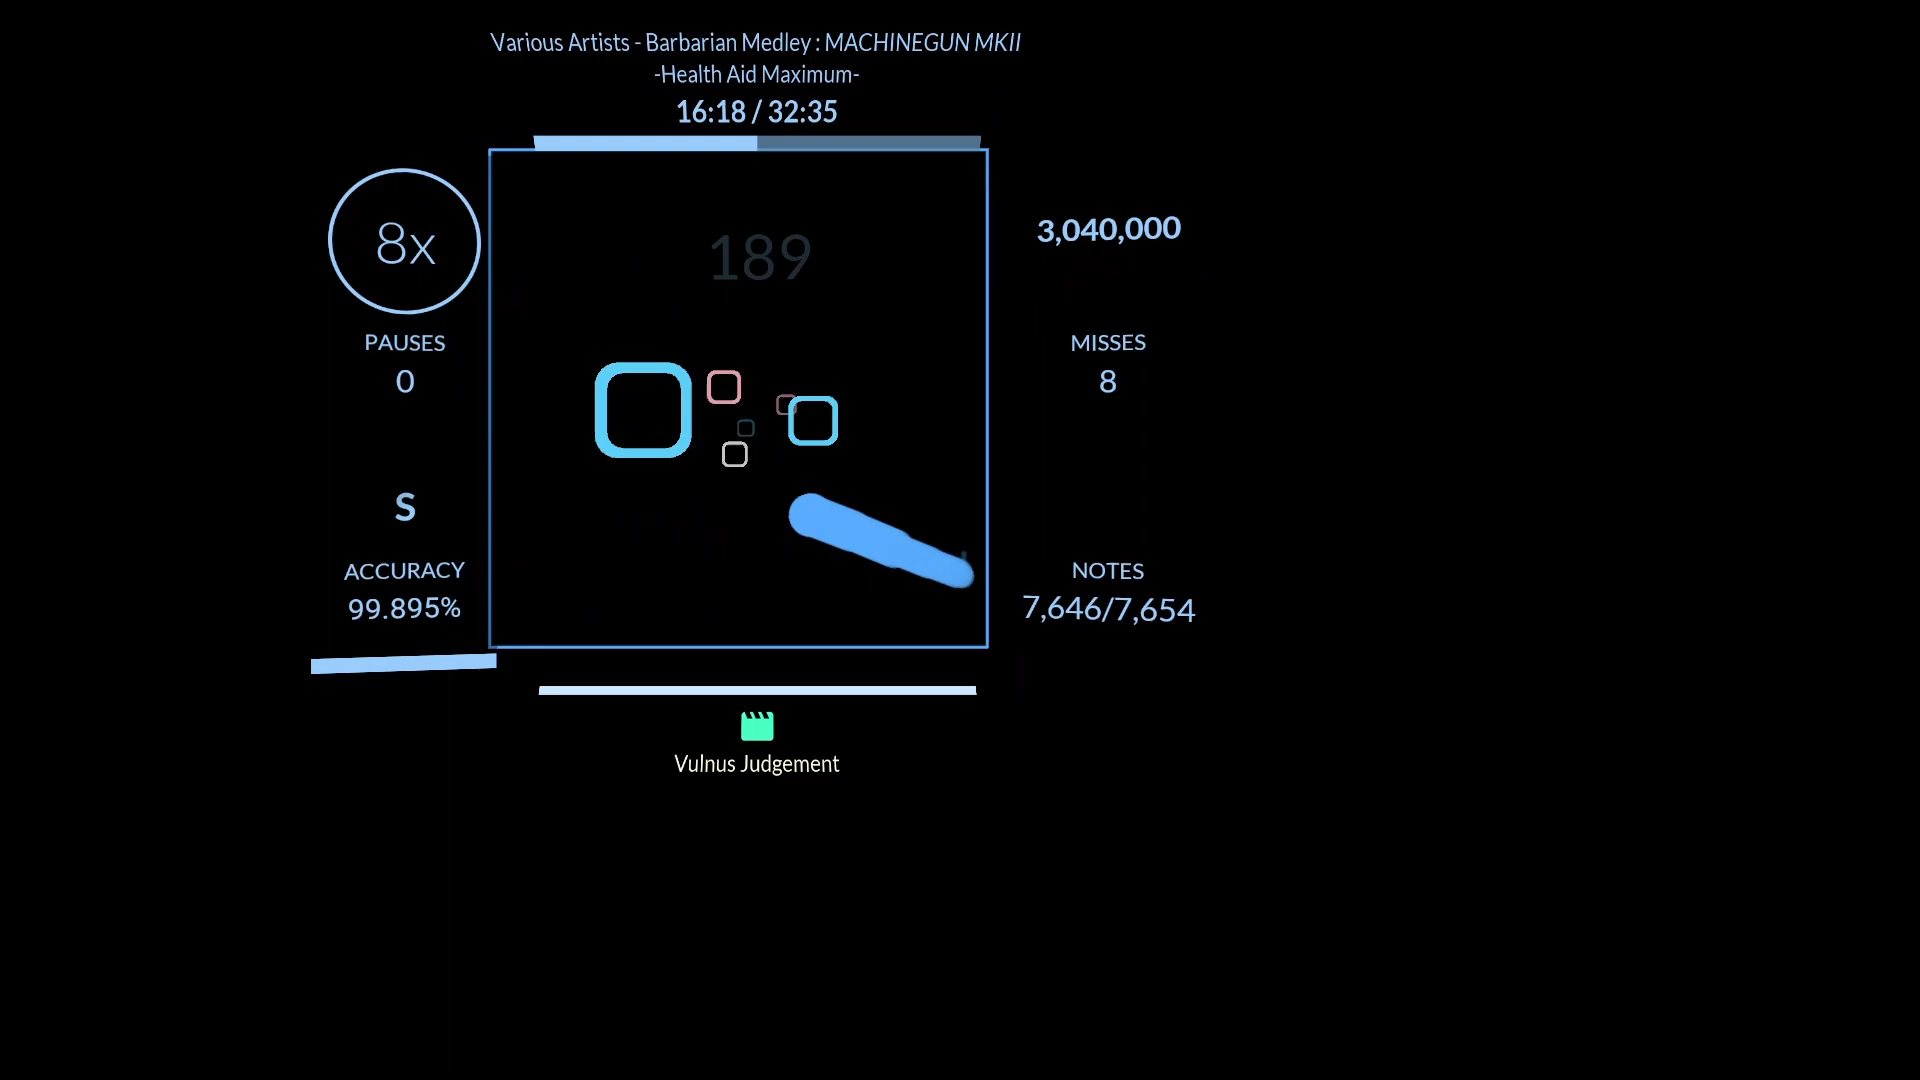 Various Artists - Barbarian Medley : MACHINEGUN MKII
-Health Aid Maximum-
16:18 / 32:35
8x
189
3,040,000
PAUSES
0
MISSES
8
S
ACCURACY
99.895%
NOTES
7,646/7,654
Vulnus Judgement